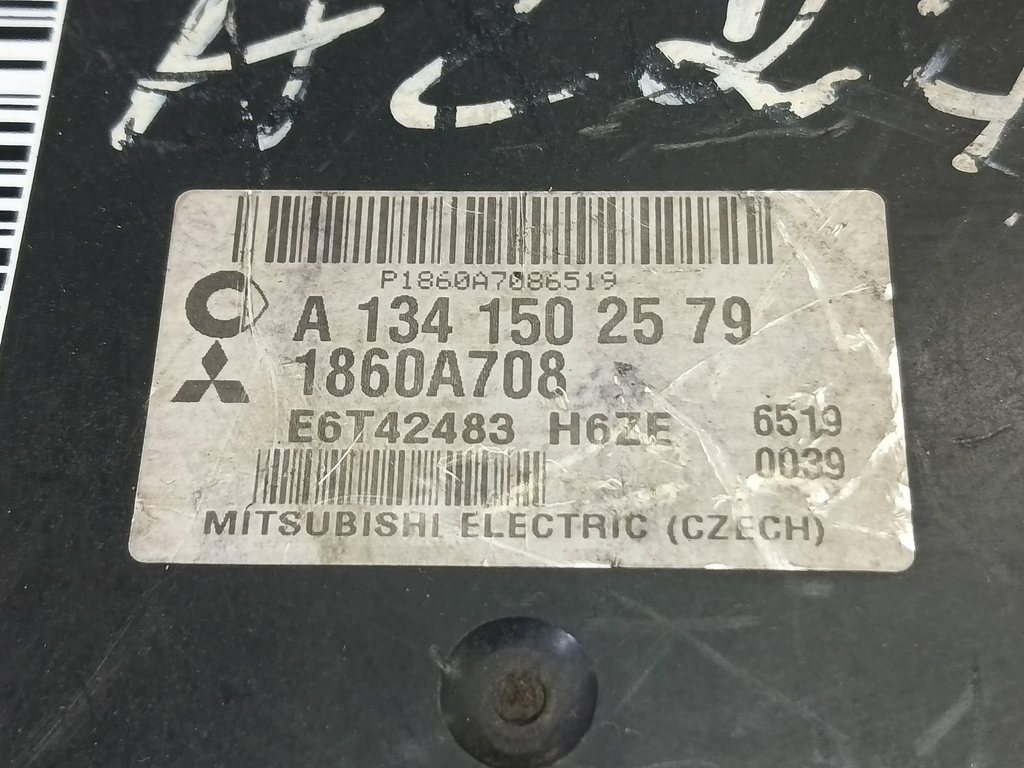 P1860A7086519
A 134 150 25 79
1860A708
E6T42483 H6ZE 6519
0039
MITSUBISHI ELECTRIC (CZECH)